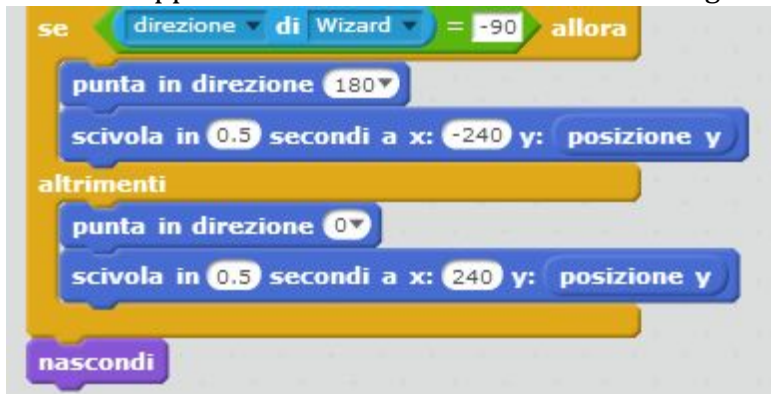 se direzione di Wizard = -90 allora
punta in direzione 180
scivola in 0.5 secondi a x: -240 y: posizione y
altrimenti
punta in direzione 0
scivola in 0.5 secondi a x: 240 y: posizione y
nascondi